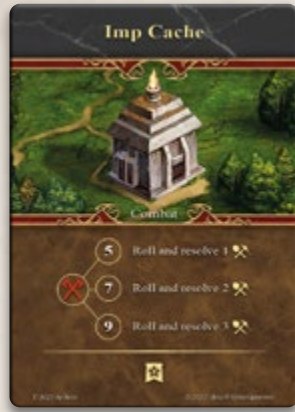 Imp Cache
Combat
5 Roll and resolve 1
7 Roll and resolve 2
9 Roll and resolve 3